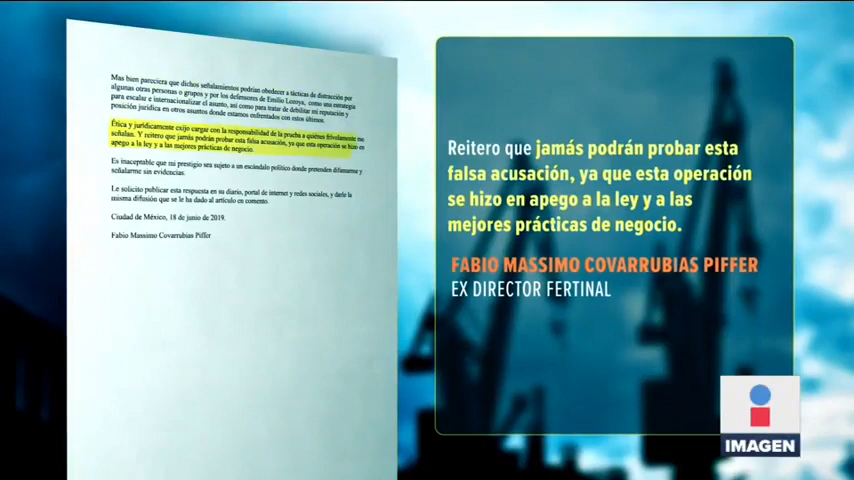 Mas bien pareciera que dichos señalamientos podrían obedecer a tácticas de distracción por
algunas otras personas o grupos y por los defensores de Emilio Lozoya, como una estrategia
para escalar e internacionalizar el asunto, así como para tratar de debilitar mi reputación y
posición jurídica en otros asuntos donde estamos enfrentados con estos últimos.
Ética y jurídicamente exijo cargar con la responsabilidad de la prueba a quiénes frívolamente me
señalan. Y reitero que jamás podrán probar esta falsa acusación, ya que esta operación se hizo en
apego a la ley y a las mejores prácticas de negocio.
Es inaceptable que mi prestigio sea sujeto a un escándalo político donde pretenden difamarme y
señalarme sin evidencias.
Le solicito publicar esta respuesta en su diario, portal de internet y redes sociales, y darle la
misma difusión que se le ha dado al artículo en comento.
Ciudad de México, 18 de junio de 2019.
Fabio Massimo Covarrubias Piffer
Reitero que jamás podrán probar esta
falsa acusación, ya que esta operación
se hizo en apego a la ley y a las
mejores prácticas de negocio.
FABIO MASSIMO COVARRUBIAS PIFFER
EX DIRECTOR FERTINAL
IMAGEN